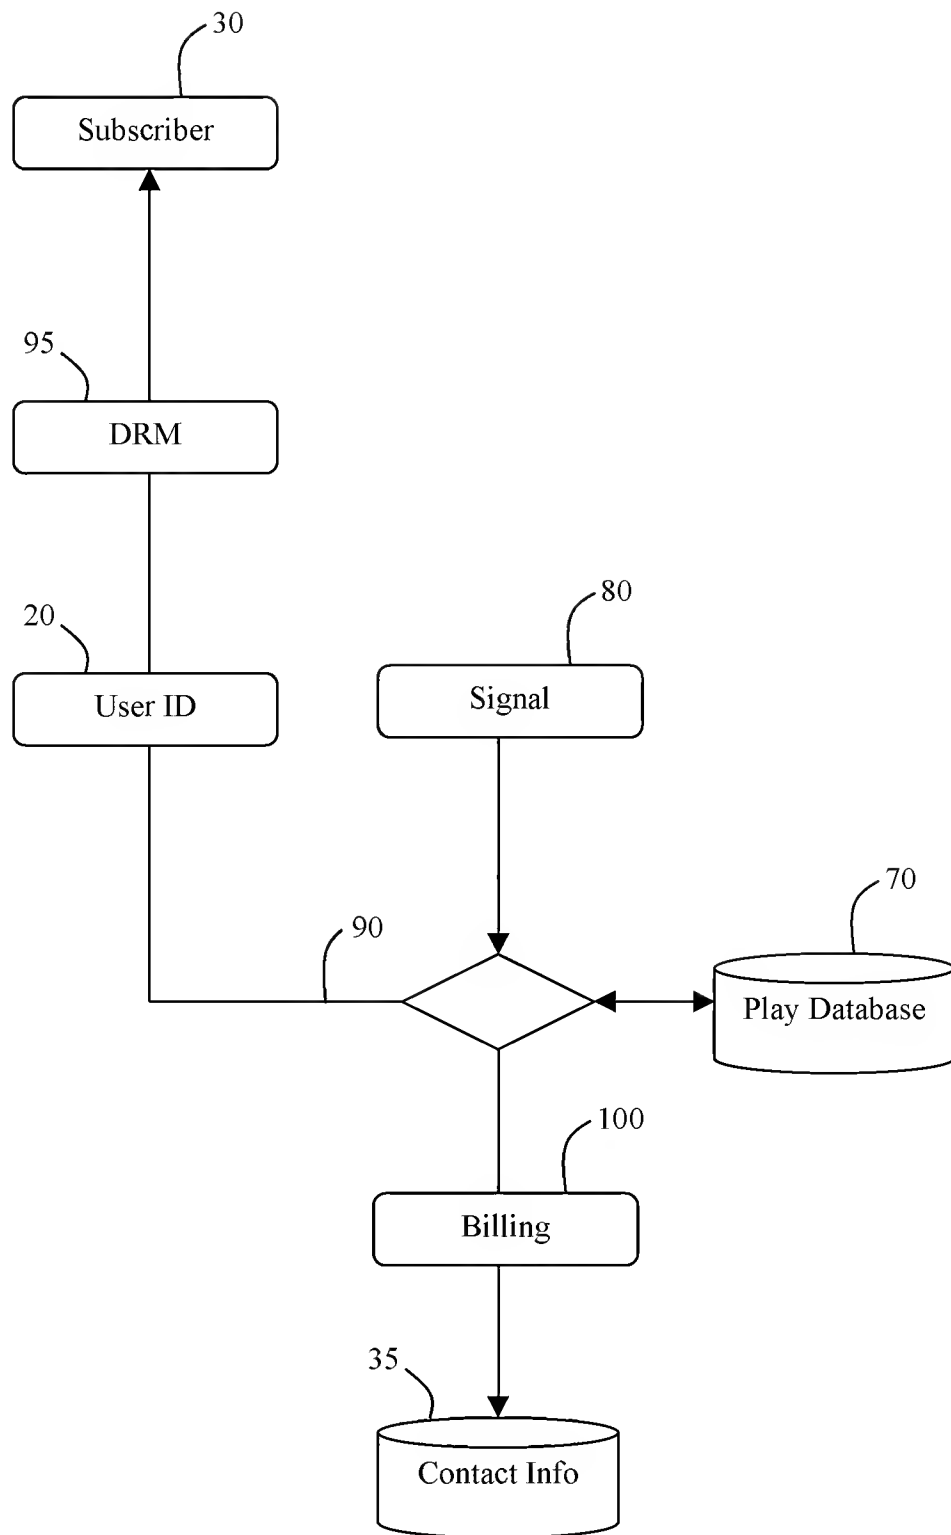 30
Subscriber
95
DRM
20
User ID
80
Signal
90
70
Play Database
100
Billing
35
Contact Info